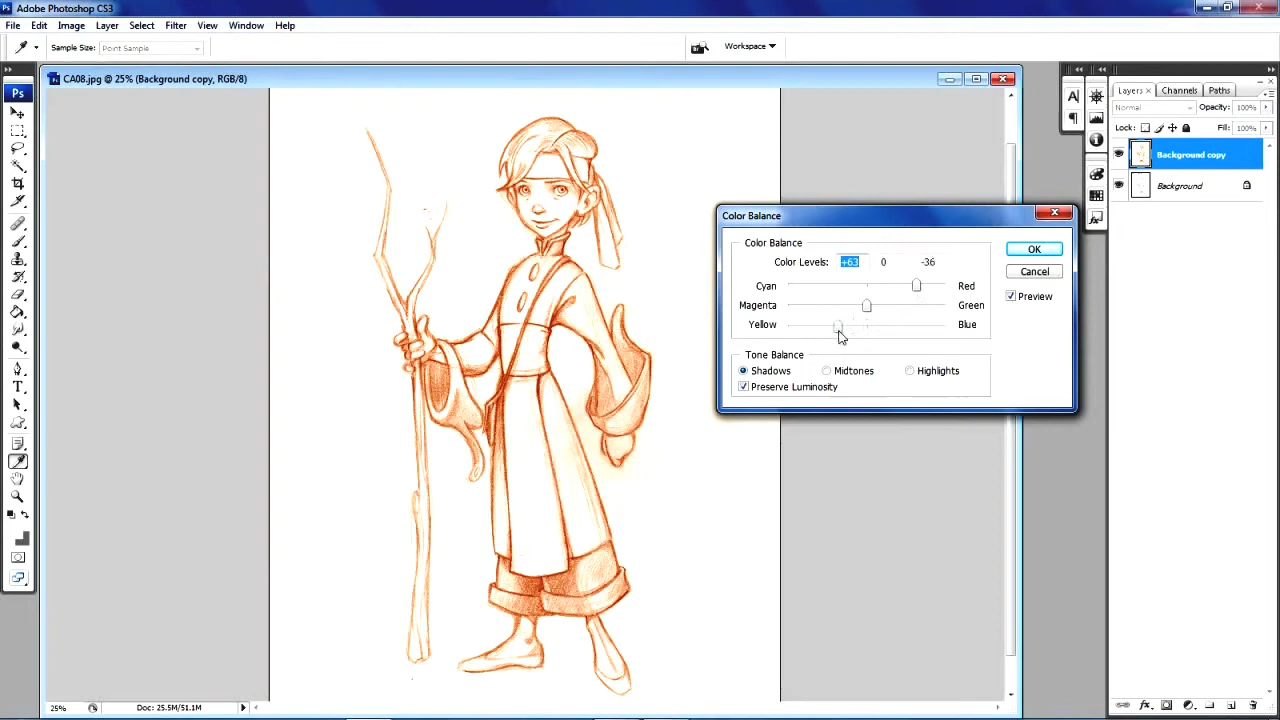 Ps Adobe Photoshop CS3
File Edit Image Layer Select Filter View Window Help
Sample Size: Point Sample Workspace
CA08.jpg @ 25% (Background copy, RGB/8)
Ps
Layers × Channels Paths
Normal Opacity: 100%
Lock: Fill: 100%
Background copy
Background
Color Balance
Color Balance
Color Levels: +63 0 -36
Cyan Red
Magenta Green
Yellow Blue
Tone Balance
Shadows Midtones Highlights
Preserve Luminosity
OK
Cancel
Preview
25% Doc: 25.5M/51.1M